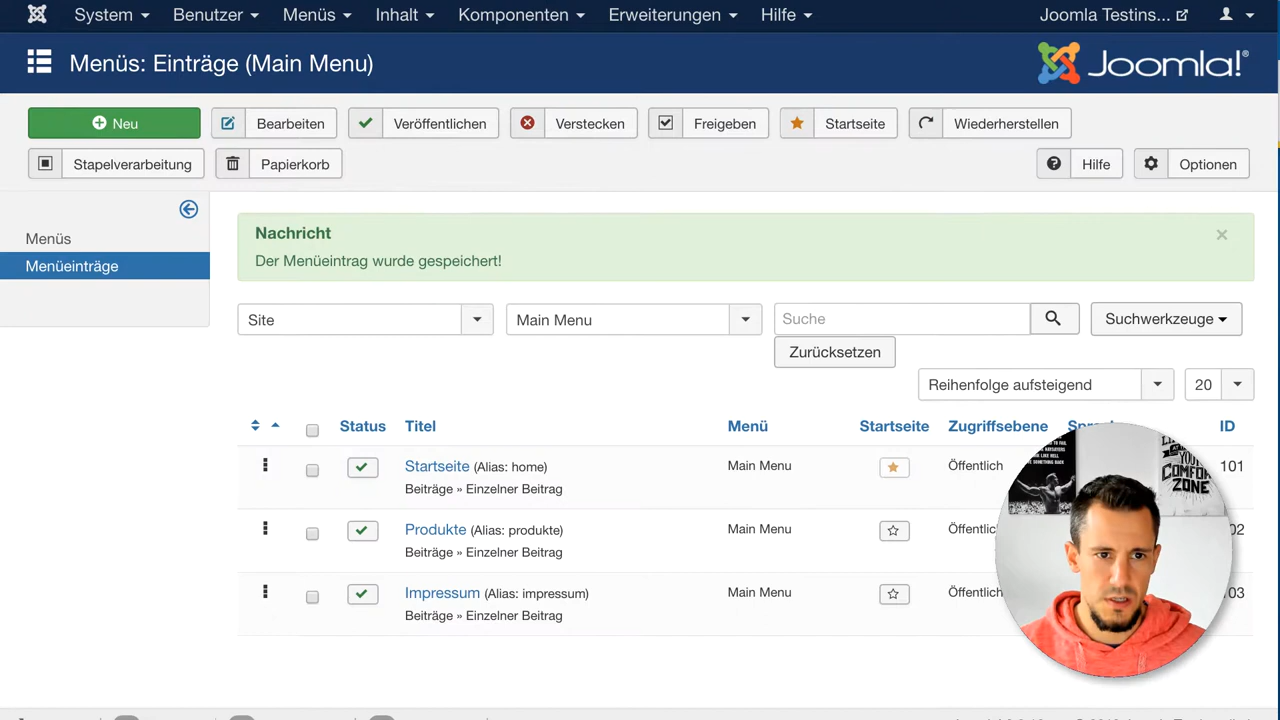 System Benutzer Menüs Inhalt Komponenten Erweiterungen Hilfe Joomla Testins...
Menüs: Einträge (Main Menu) Joomla!®
Neu Bearbeiten Veröffentlichen Verstecken Freigeben Startseite Wiederherstellen
Stapelverarbeitung Papierkorb Hilfe Optionen
Menüs
Menüeinträge
Nachricht
Der Menüeintrag wurde gespeichert!
Site Main Menu Suche Suchwerkzeuge
Zurücksetzen
Reihenfolge aufsteigend 20
Status Titel Menü Startseite Zugriffsebene ID
Startseite (Alias: home) Main Menu Öffentlich 101
Beiträge » Einzelner Beitrag
Produkte (Alias: produkte) Main Menu
Beiträge » Einzelner Beitrag
Impressum (Alias: impressum) Main Menu
Beiträge » Einzelner Beitrag
COMFORT
ZONE